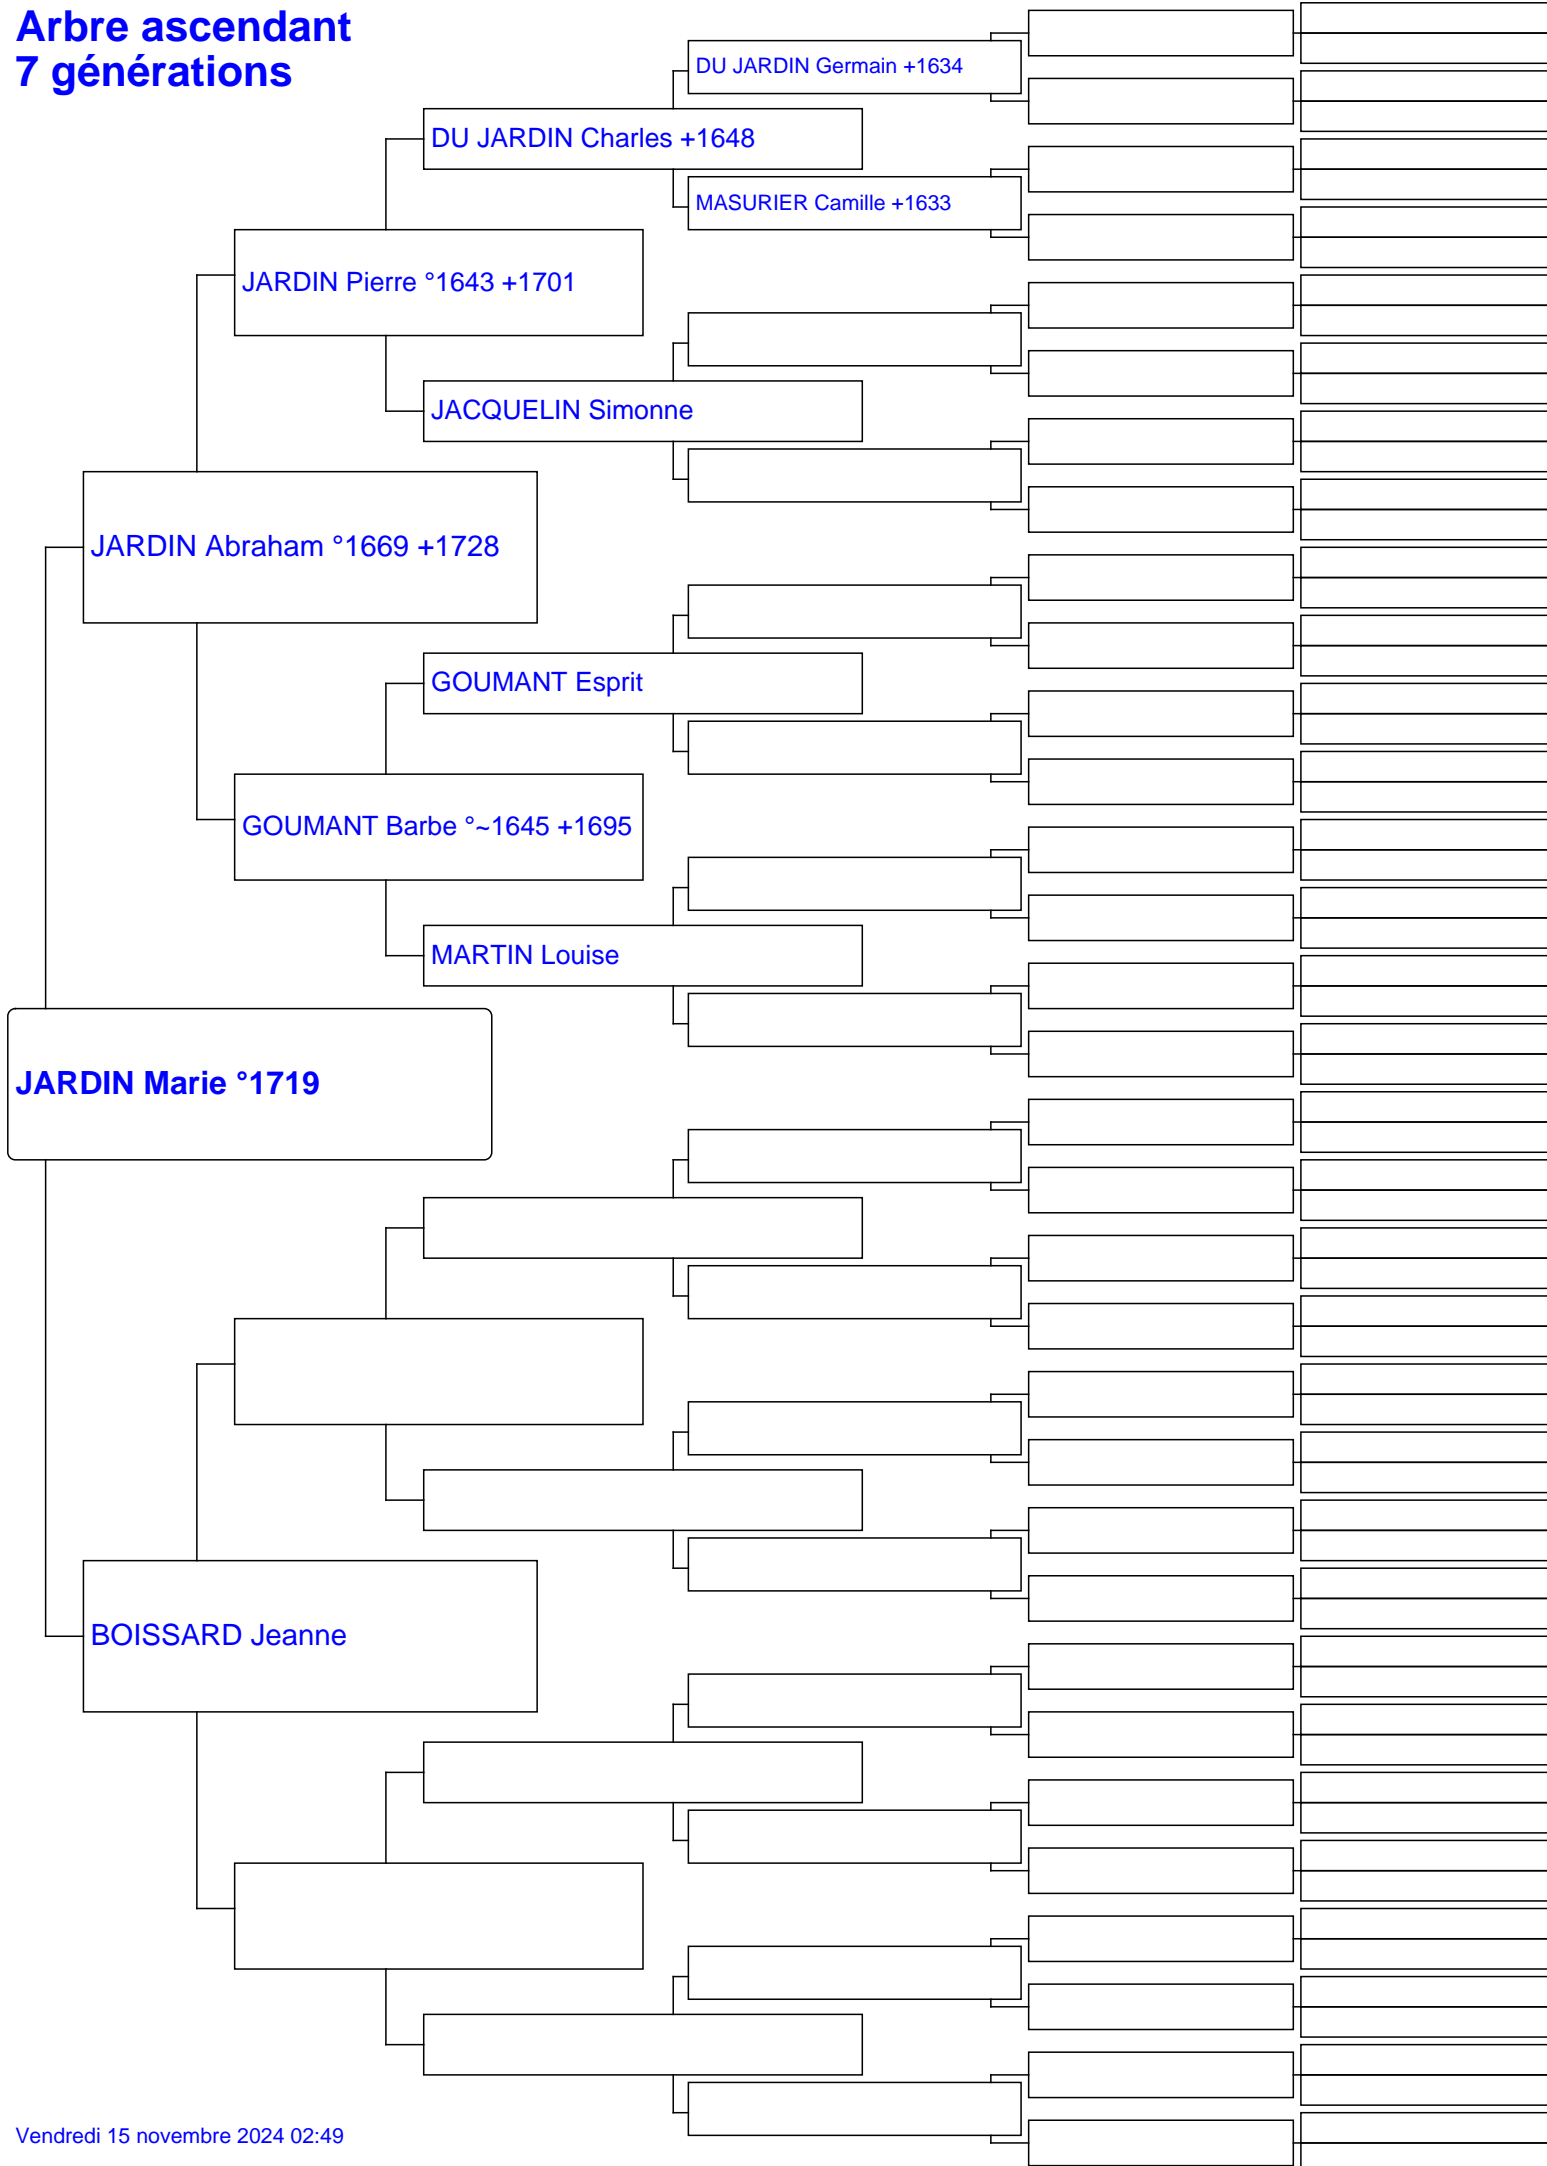 Arbre ascendant
7 générations
DU JARDIN Germain +1634
DU JARDIN Charles +1648
MASURIER Camille +1633
JARDIN Pierre °1643 +1701
JACQUELIN Simonne
JARDIN Abraham °1669 +1728
GOUMANT Esprit
GOUMANT Barbe °~1645 +1695
MARTIN Louise
JARDIN Marie °1719
BOISSARD Jeanne
Vendredi 15 novembre 2024 02:49